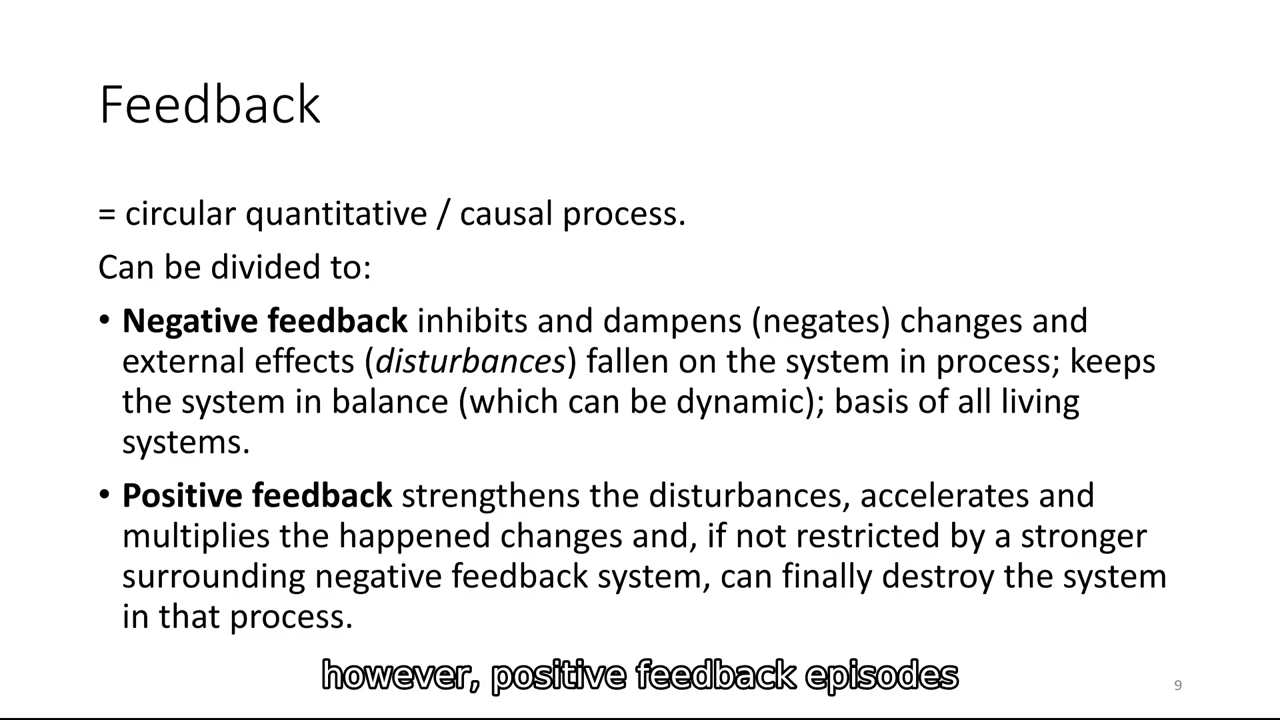 Feedback
= circular quantitative / causal process.
Can be divided to:
• Negative feedback inhibits and dampens (negates) changes and
external effects (disturbances) fallen on the system in process; keeps
the system in balance (which can be dynamic); basis of all living
systems.
• Positive feedback strengthens the disturbances, accelerates and
multiplies the happened changes and, if not restricted by a stronger
surrounding negative feedback system, can finally destroy the system
in that process.
however, positive feedback episodes
9